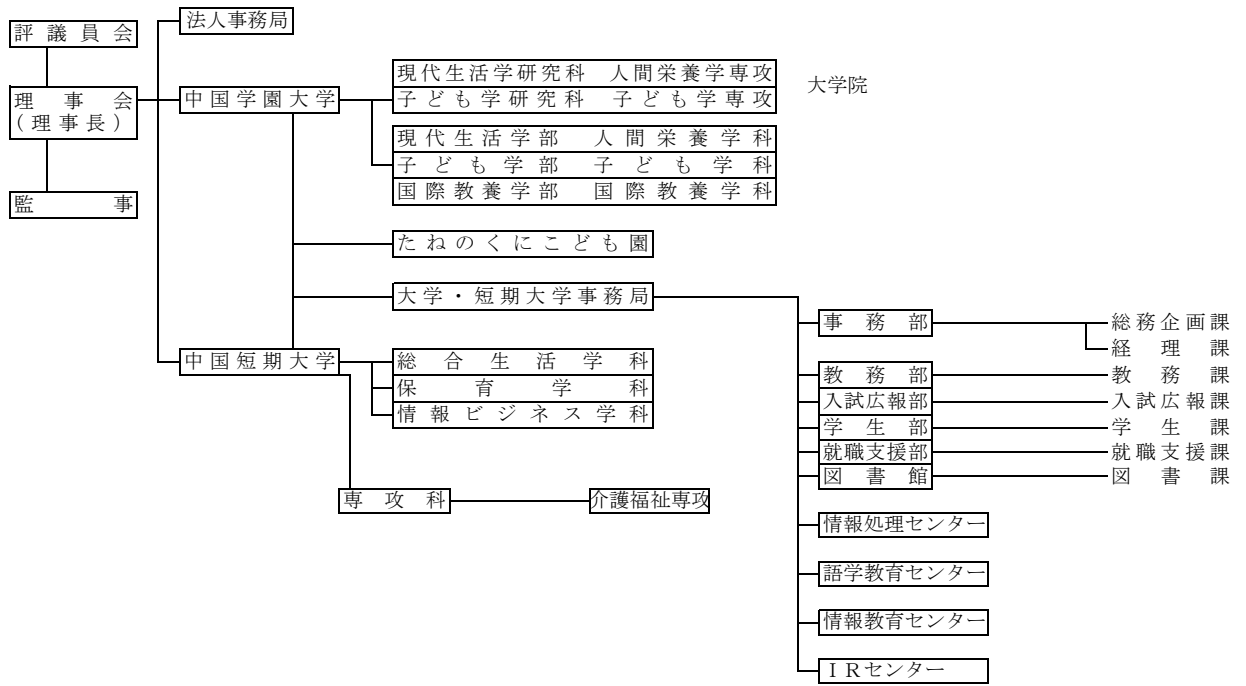 法人事務局
評議員会
理事会
(理事長)
監事
中国学園大学
現代生活学研究科 人間栄養学専攻
子ども学研究科 子ども学専攻
大学院
現代生活学部 人間栄養学科
子ども学部 子ども学科
国際教養学部 国際教養学科
たねのくにこども園
大学・短期大学事務局
中国短期大学
総合生活学科
保育学科
情報ビジネス学科
専攻科
介護福祉専攻
事務部
総務企画課
経理課
教務部 教務課
入試広報部 入試広報課
学生部 学生課
就職支援部 就職支援課
図書館 図書課
情報処理センター
語学教育センター
情報教育センター
IRセンター